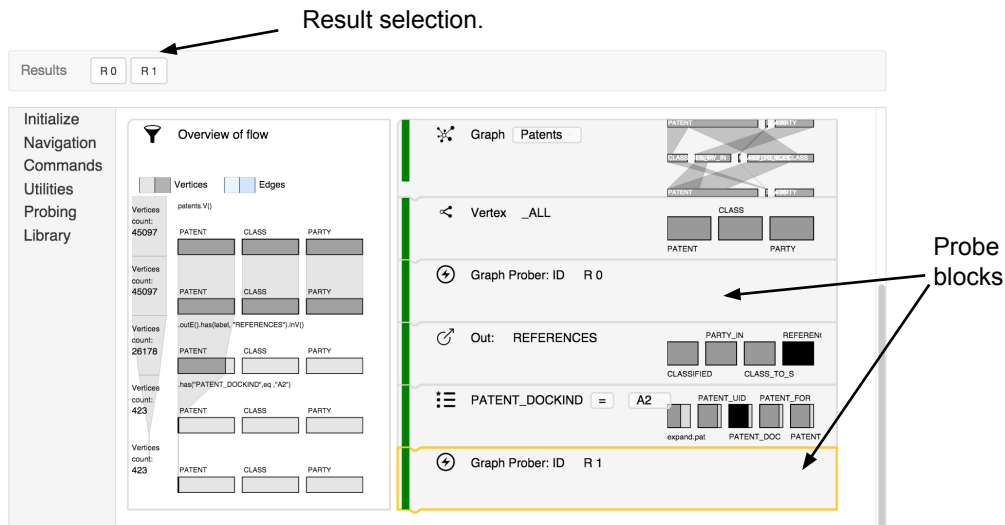 Result selection.
Results R 0 R 1
Initialize
Navigation
Commands
Utilities
Probing
Library
Overview of flow
Vertices Edges
Vertices
count:
45097
patents.V()
PATENT CLASS PARTY
Vertices
count:
45097
PATENT CLASS PARTY
Vertices
count:
26178
.outE().has(label, "REFERENCES").inV()
PATENT CLASS PARTY
Vertices
count:
423
.has("PATENT_DOCKIND",eq ,"A2")
PATENT CLASS PARTY
Vertices
count:
423
PATENT CLASS PARTY
Graph Patents
PATENT
PATENT
Vertex _ALL
CLASS
PATENT PARTY
Graph Prober: ID R 0
Out: REFERENCES
PARTY_IN REFERENC
CLASSIFIED CLASS_TO_S
PATENT_DOCKIND = A2
PATENT_UID PATENT_FOR
expand.pat PATENT_DOC PATENT
Graph Prober: ID R 1
Probe
blocks